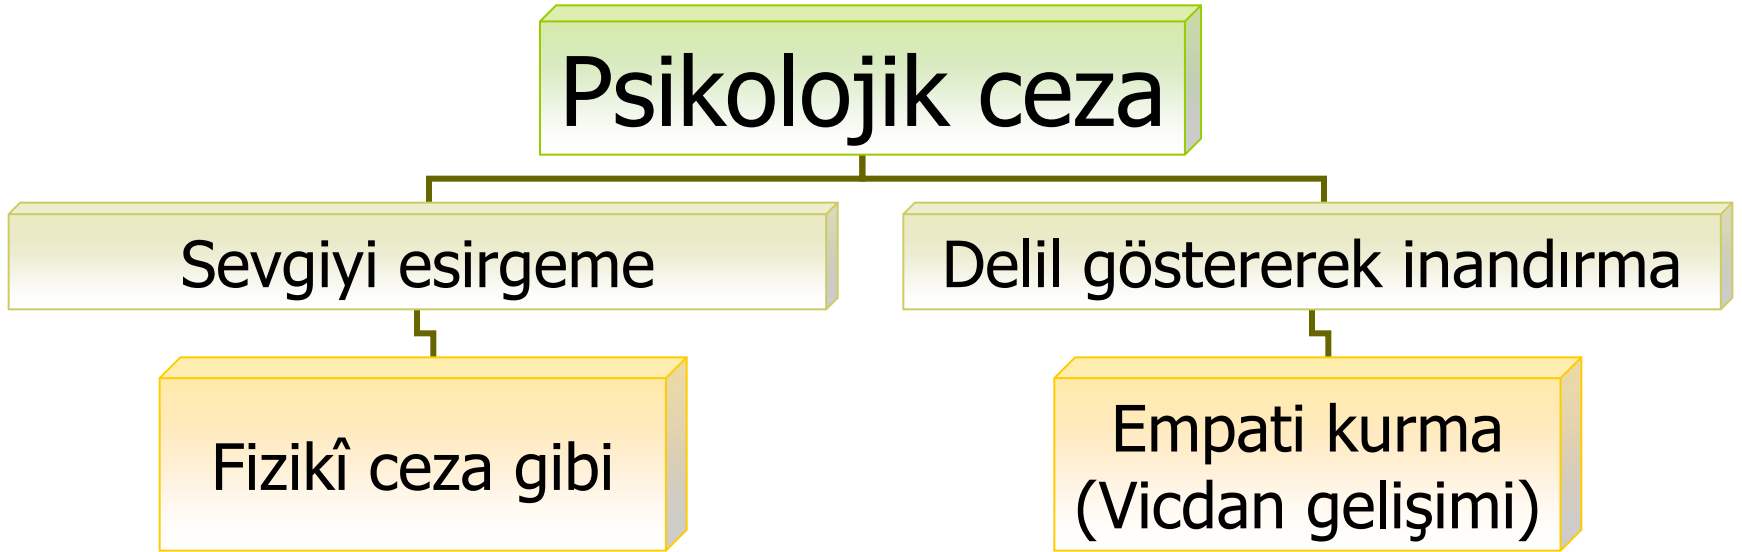 Psikolojik ceza
Sevgiyi esirgeme
Delil göstererek inandırma
Fizikî ceza gibi
Empati kurma
(Vicdan gelişimi)